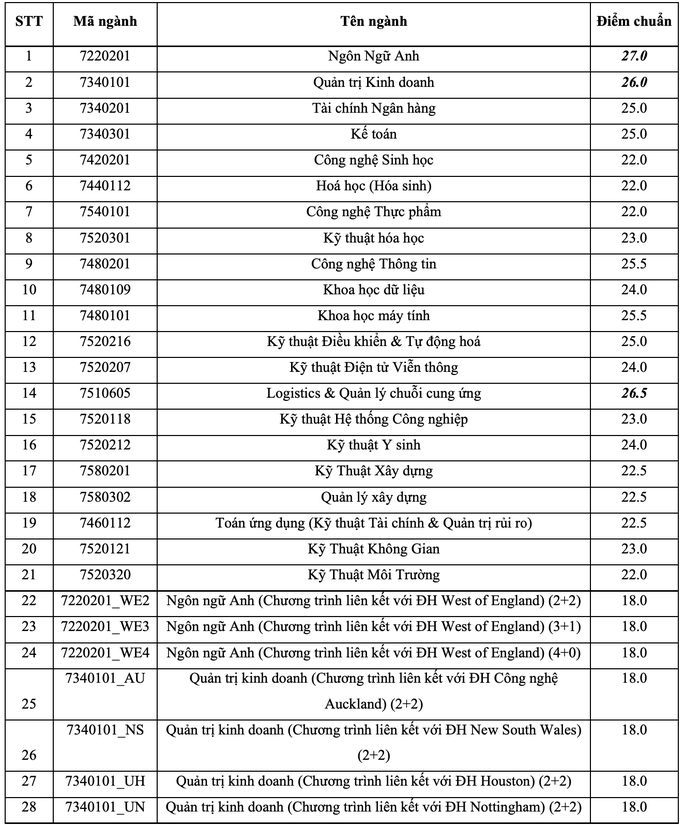 STT Mã ngành Tên ngành Điểm chuẩn
1 7220201 Ngôn Ngữ Anh 27.0
2 7340101 Quản trị Kinh doanh 26.0
3 7340201 Tài chính Ngân hàng 25.0
4 7340301 Kế toán 25.0
5 7420201 Công nghệ Sinh học 22.0
6 7440112 Hoá học (Hóa sinh) 22.0
7 7540101 Công nghệ Thực phẩm 22.0
8 7520301 Kỹ thuật hóa học 23.0
9 7480201 Công nghệ Thông tin 25.5
10 7480109 Khoa học dữ liệu 24.0
11 7480101 Khoa học máy tính 25.5
12 7520216 Kỹ thuật Điều khiển & Tự động hoá 25.0
13 7520207 Kỹ thuật Điện tử Viễn thông 24.0
14 7510605 Logistics & Quản lý chuỗi cung ứng 26.5
15 7520118 Kỹ thuật Hệ thống Công nghiệp 23.0
16 7520212 Kỹ thuật Y sinh 24.0
17 7580201 Kỹ Thuật Xây dựng 22.5
18 7580302 Quản lý xây dựng 22.5
19 7460112 Toán ứng dụng (Kỹ thuật Tài chính & Quản trị rủi ro) 22.5
20 7520121 Kỹ Thuật Không Gian 23.0
21 7520320 Kỹ Thuật Môi Trường 22.0
22 7220201_WE2 Ngôn ngữ Anh (Chương trình liên kết với ĐH West of England) (2+2) 18.0
23 7220201_WE3 Ngôn ngữ Anh (Chương trình liên kết với ĐH West of England) (3+1) 18.0
24 7220201_WE4 Ngôn ngữ Anh (Chương trình liên kết với ĐH West of England) (4+0) 18.0
7340101_AU Quản trị kinh doanh (Chương trình liên kết với ĐH Công nghệ 18.0
25 Auckland) (2+2)
7340101_NS Quản trị kinh doanh (Chương trình liên kết với ĐH New South Wales) 18.0
26 (2+2)
27 7340101_UH Quản trị kinh doanh (Chương trình liên kết với ĐH Houston) (2+2) 18.0
28 7340101_UN Quản trị kinh doanh (Chương trình liên kết với ĐH Nottingham) (2+2) 18.0